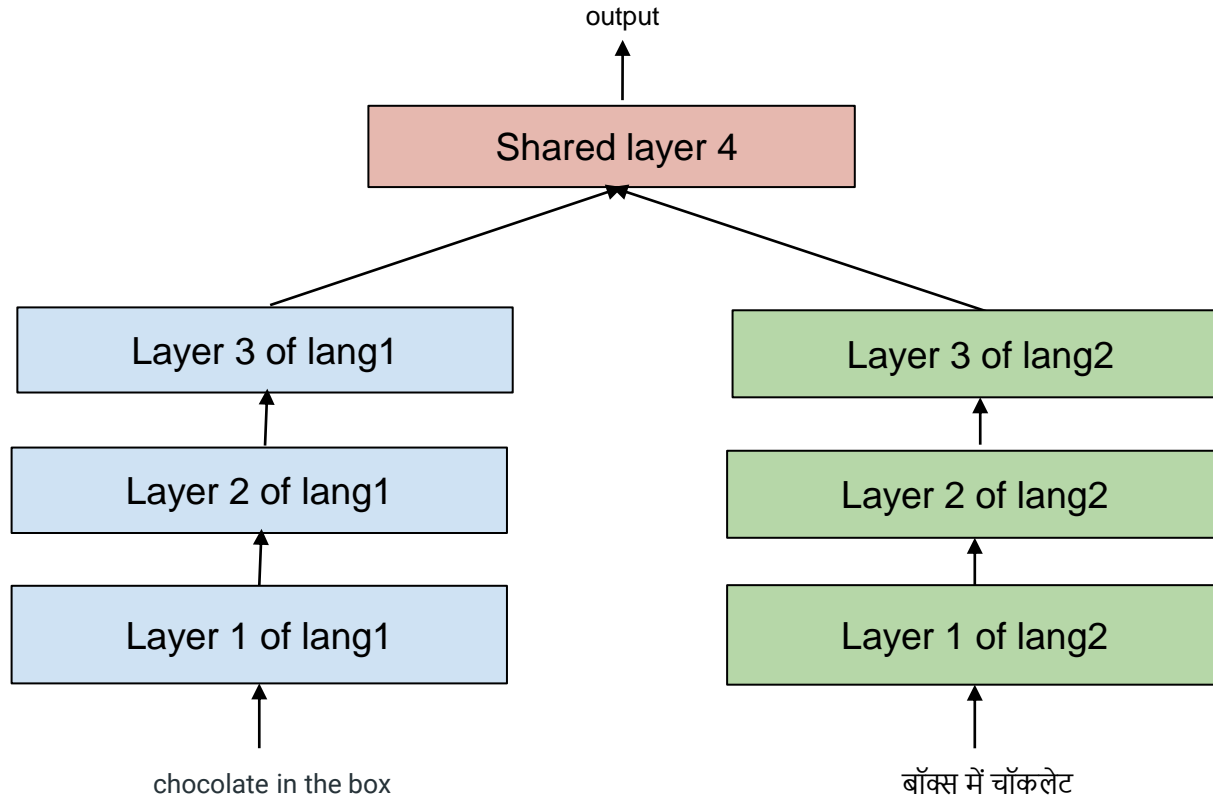 output
Shared layer 4
Layer 3 of lang1
Layer 3 of lang2
Layer 2 of lang1
Layer 2 of lang2
Layer 1 of lang1
Layer 1 of lang2
chocolate in the box
बॉक्स में चॉकलेट